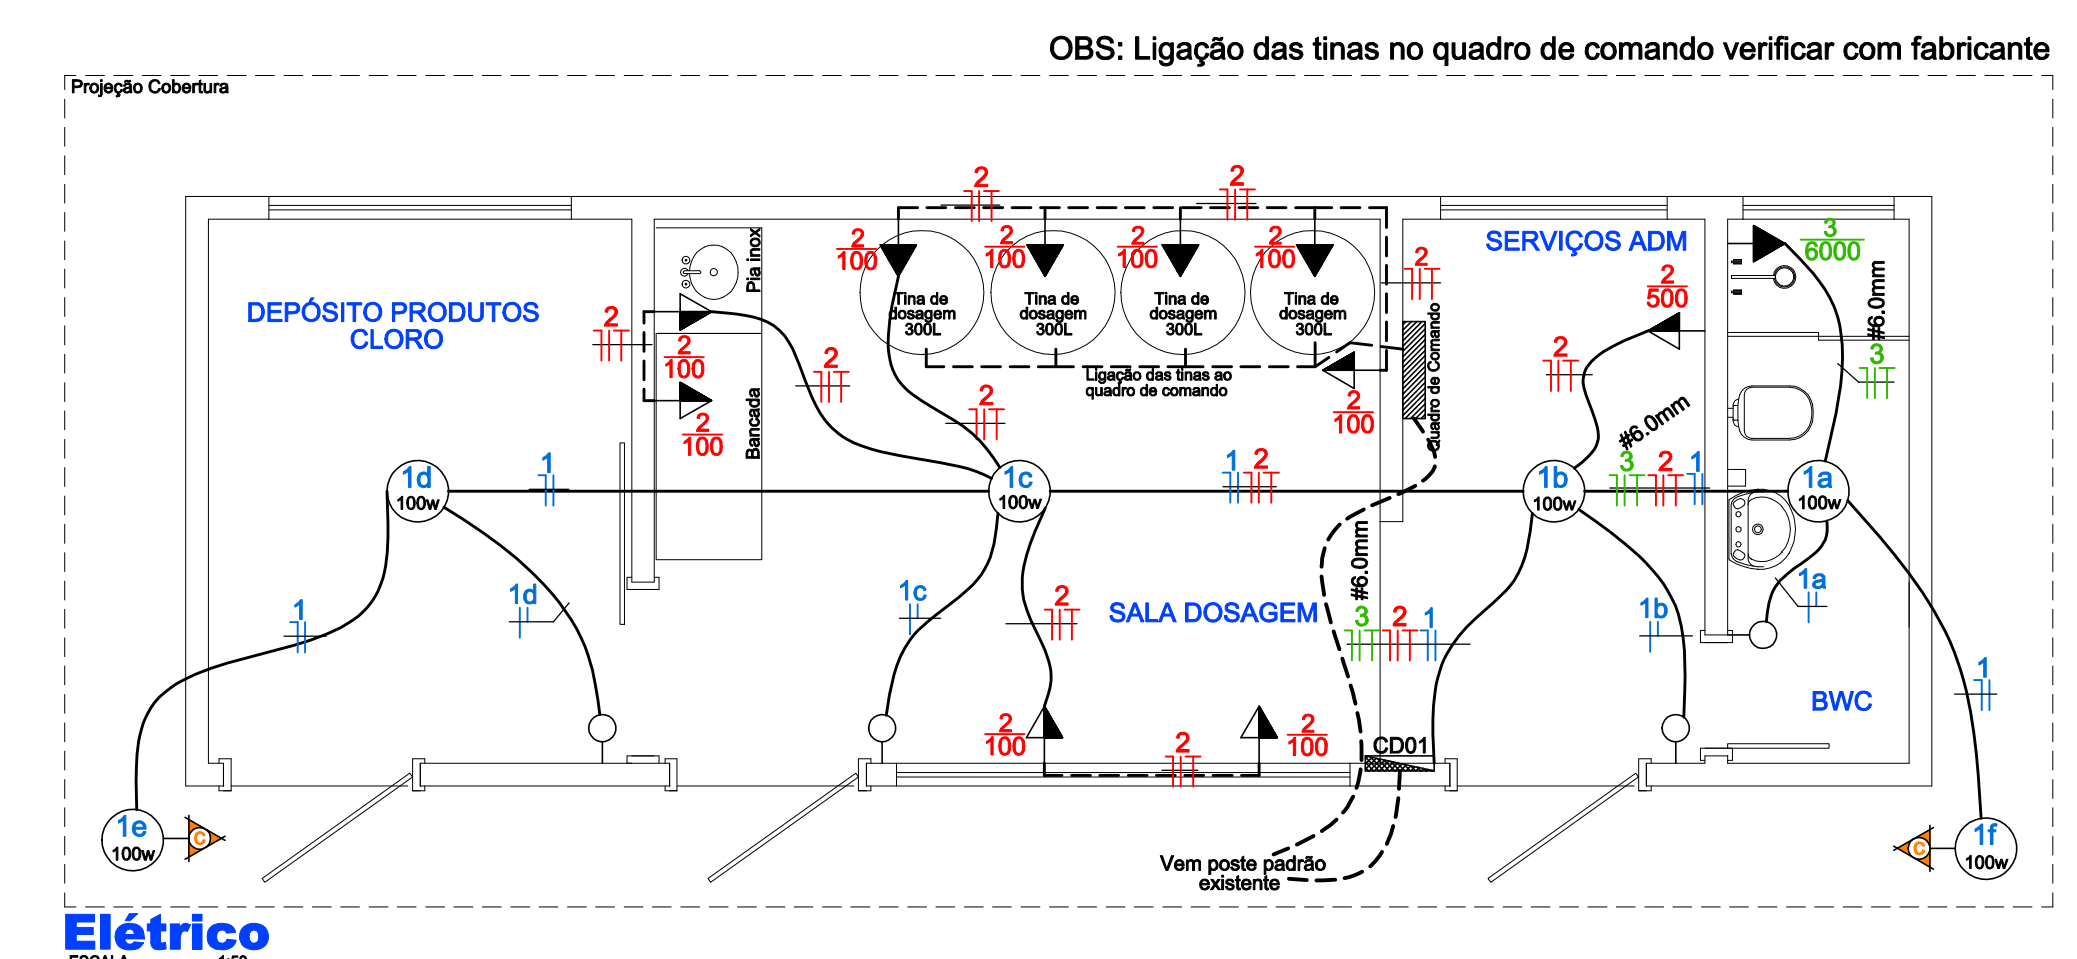 OBS: Ligação das tinas no quadro de comando verificar com fabricante
Projeção Cobertura
2
2
DEPÓSITO PRODUTOS
CLORO
2
Pia inox
2
100
2
100
Bancada
2
100
2
100
2
100
2
100
Tina de
dosagem
300L
Tina de
dosagem
300L
Tina de
dosagem
300L
Tina de
dosagem
300L
Ligação das tinas ao
quadro de comando
2
2
2
100
2
Quadro de Comando
SERVIÇOS ADM
2
500
2
#6.0mm
3
6000
#6.0mm
3
1d
100w
1
1c
100w
1
2
1b
100w
3
2
1
1a
100w
1
1d
1c
2
SALA DOSAGEM
#6.0mm
3
2
1
1b
1a
BWC
1
2
100
2
2
100
CD01
1e
100w
C
Vem poste padrão
existente
C
1f
100w
Elétrico